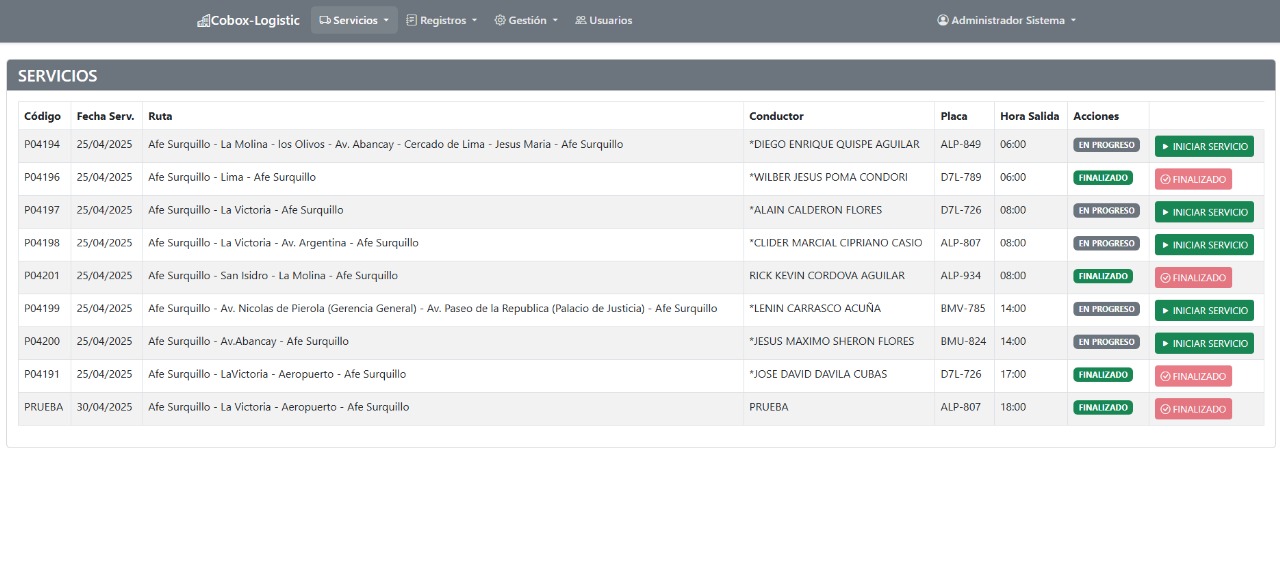 Cobox-Logistic Servicios Registros Gestión Usuarios Administrador Sistema
SERVICIOS
Código Fecha Serv. Ruta Conductor Placa Hora Salida Acciones
P04194 25/04/2025 Afe Surquillo - La Molina - los Olivos - Av. Abancay - Cercado de Lima - Jesus Maria - Afe Surquillo *DIEGO ENRIQUE QUISPE AGUILAR ALP-849 06:00 EN PROGRESO INICIAR SERVICIO
P04196 25/04/2025 Afe Surquillo - Lima - Afe Surquillo *WILBER JESUS POMA CONDORI D7L-789 06:00 FINALIZADO FINALIZADO
P04197 25/04/2025 Afe Surquillo - La Victoria - Afe Surquillo *ALAIN CALDERON FLORES D7L-726 08:00 EN PROGRESO INICIAR SERVICIO
P04198 25/04/2025 Afe Surquillo - La Victoria - Av. Argentina - Afe Surquillo *CLIDER MARCIAL CIPRIANO CASIO ALP-807 08:00 EN PROGRESO INICIAR SERVICIO
P04201 25/04/2025 Afe Surquillo - San Isidro - La Molina - Afe Surquillo RICK KEVIN CORDOVA AGUILAR ALP-934 08:00 FINALIZADO FINALIZADO
P04199 25/04/2025 Afe Surquillo - Av. Nicolas de Pierola (Gerencia General) - Av. Paseo de la Republica (Palacio de Justicia) - Afe Surquillo *LENIN CARRASCO ACUÑA BMV-785 14:00 EN PROGRESO INICIAR SERVICIO
P04200 25/04/2025 Afe Surquillo - Av.Abancay - Afe Surquillo *JESUS MAXIMO SHERON FLORES BMU-824 14:00 EN PROGRESO INICIAR SERVICIO
P04191 25/04/2025 Afe Surquillo - LaVictoria - Aeropuerto - Afe Surquillo *JOSE DAVID DAVILA CUBAS D7L-726 17:00 FINALIZADO FINALIZADO
PRUEBA 30/04/2025 Afe Surquillo - La Victoria - Aeropuerto - Afe Surquillo PRUEBA ALP-807 18:00 FINALIZADO FINALIZADO